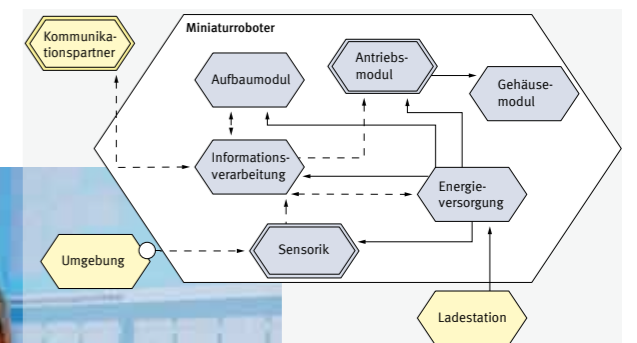 Kommunika-
tionspartner
Miniaturroboter
Aufbaumodul
Antriebs-
modul
Gehäuse-
modul
Informations-
verarbeitung
Energie-
versorgung
Umgebung
Sensorik
Ladestation